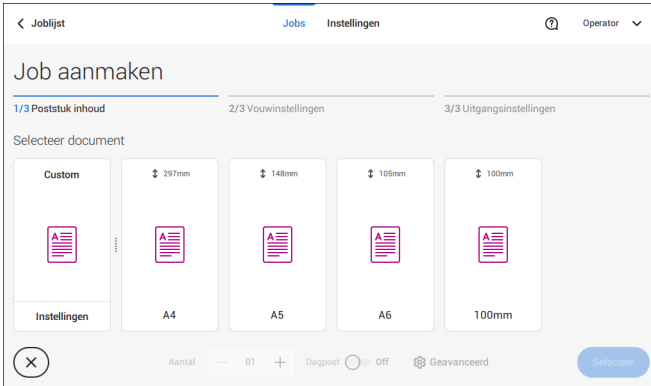 Joblijst Jobs Instellingen Operator
Job aanmaken
1/3 Poststuk inhoud 2/3 Vouwinstellingen 3/3 Uitgangsinstellingen
Selecteer document
Custom 297mm 148mm 105mm 100mm
A A A A A
Instellingen A4 A5 A6 100mm
Aantal 01 Dagpost Off Geavanceerd Selecteer